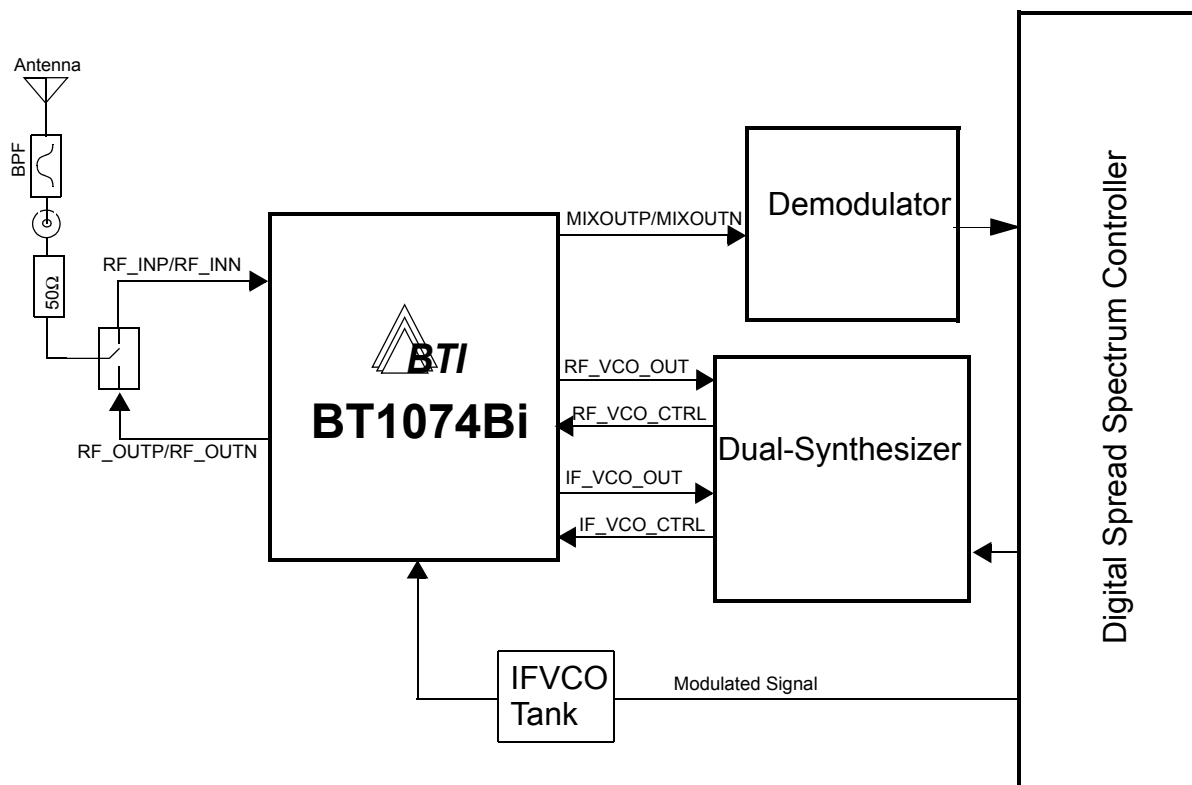 Antenna
BPF
50Ω
RF_INP/RF_INN
RF_OUTP/RF_OUTN
BTI
BT1074Bi
MIXOUTP/MIXOUTN
Demodulator
RF_VCO_OUT
RF_VCO_CTRL
IF_VCO_OUT
IF_VCO_CTRL
Dual-Synthesizer
IFVCO
Tank
Modulated Signal
Digital Spread Spectrum Controller